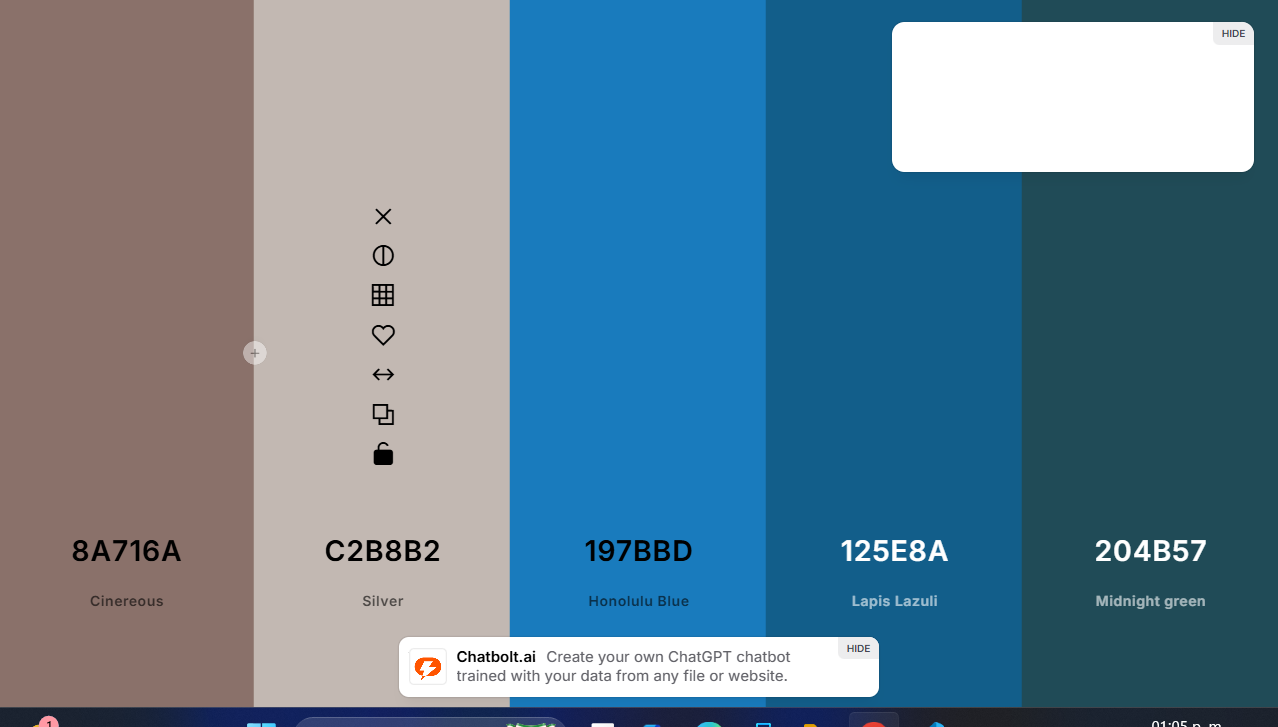 HIDE
8A716A
Cinereous
C2B8B2
Silver
197BBD
Honolulu Blue
125E8A
Lapis Lazuli
204B57
Midnight green
Chatbolt.ai Create your own ChatGPT chatbot
trained with your data from any file or website.
HIDE
1
01:05 p. m.